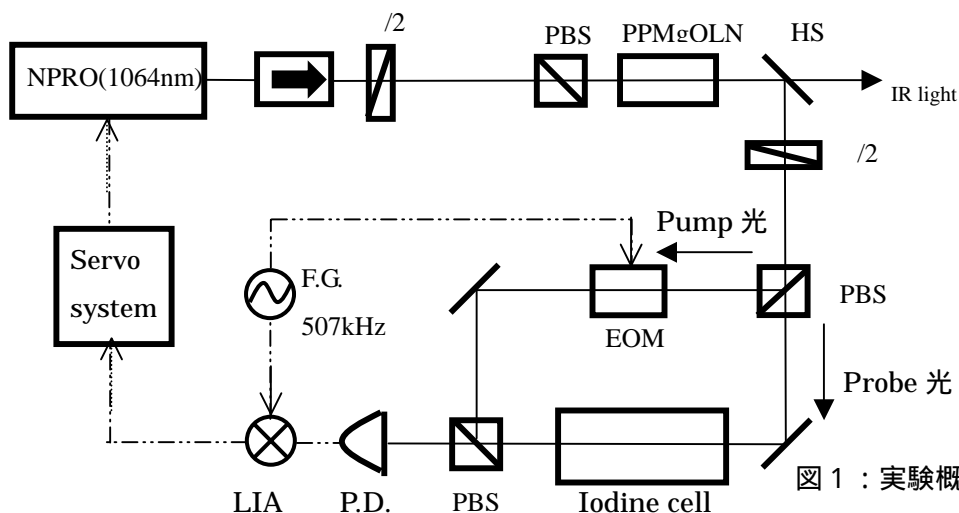 /2
PBS
PPMgOLN
HS
NPRO(1064nm)
IR light
/2
Pump 光
Servo
system
F.G.
507kHz
EOM
PBS
Probe 光
LIA
P.D.
PBS
Iodine cell
図1：実験概